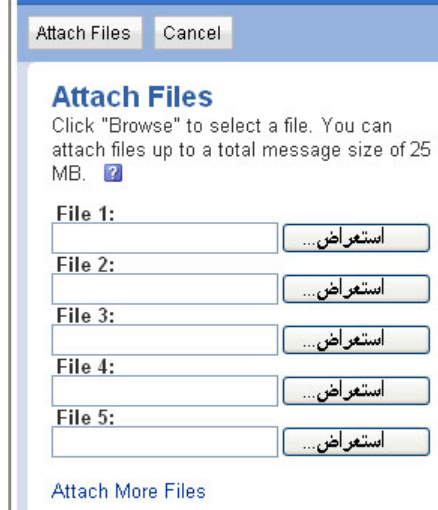 Attach Files Cancel
Attach Files
Click "Browse" to select a file. You can
attach files up to a total message size of 25
MB. ?
File 1:
استعراض...
File 2:
استعراض...
File 3:
استعراض...
File 4:
استعراض...
File 5:
استعراض...
Attach More Files